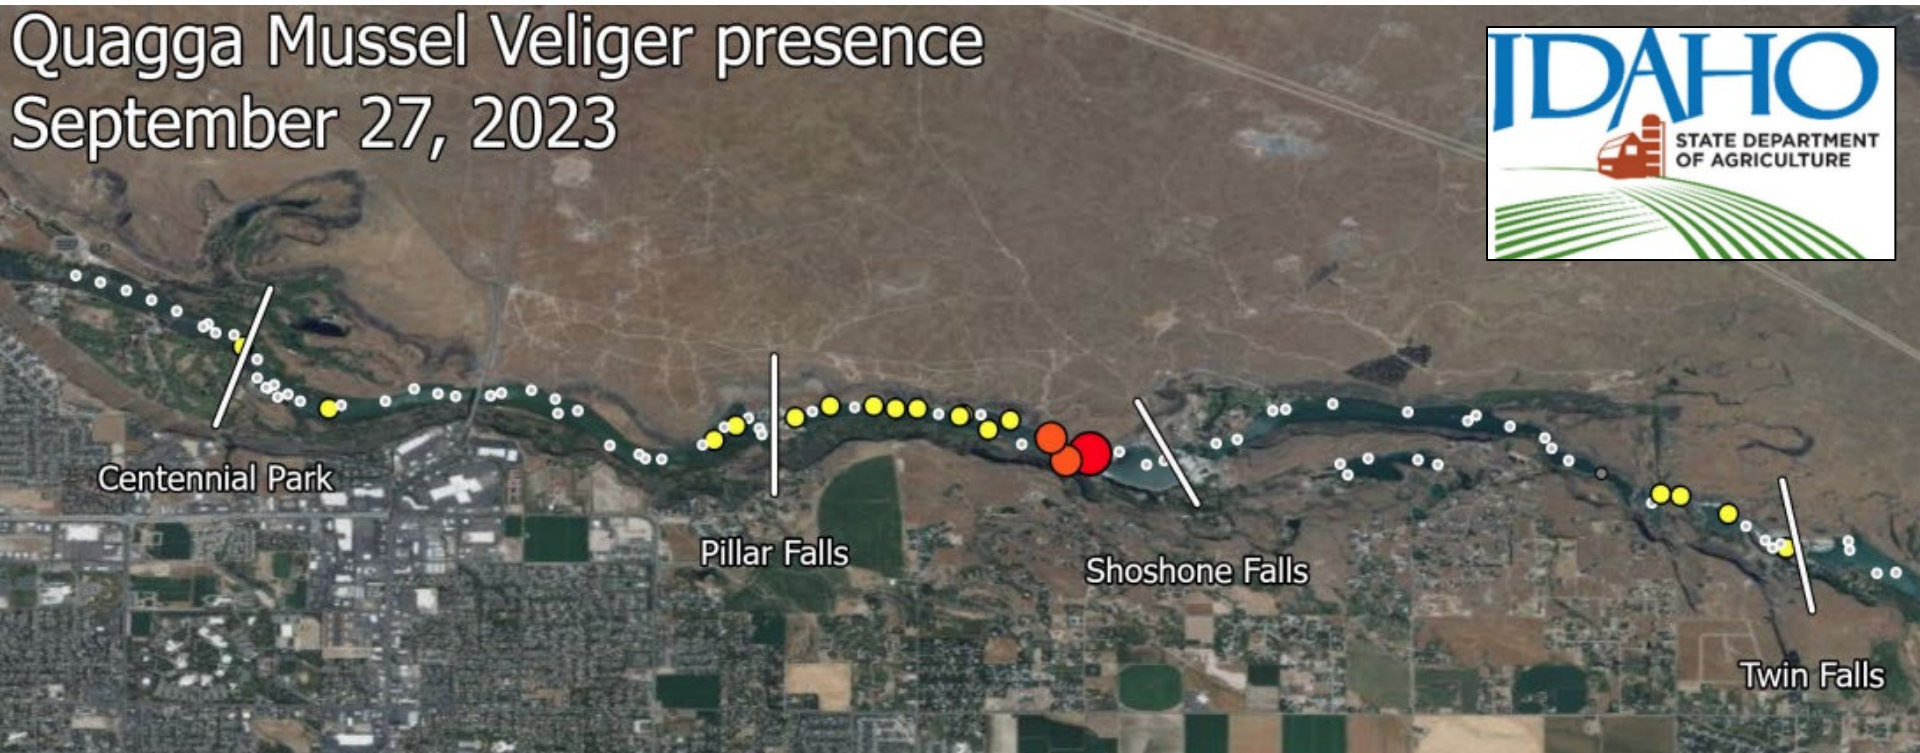 Quagga Mussel Veliger presence
September 27, 2023
IDAHO
STATE DEPARTMENT
OF AGRICULTURE
Centennial Park
Pillar Falls
Shoshone Falls
Twin Falls